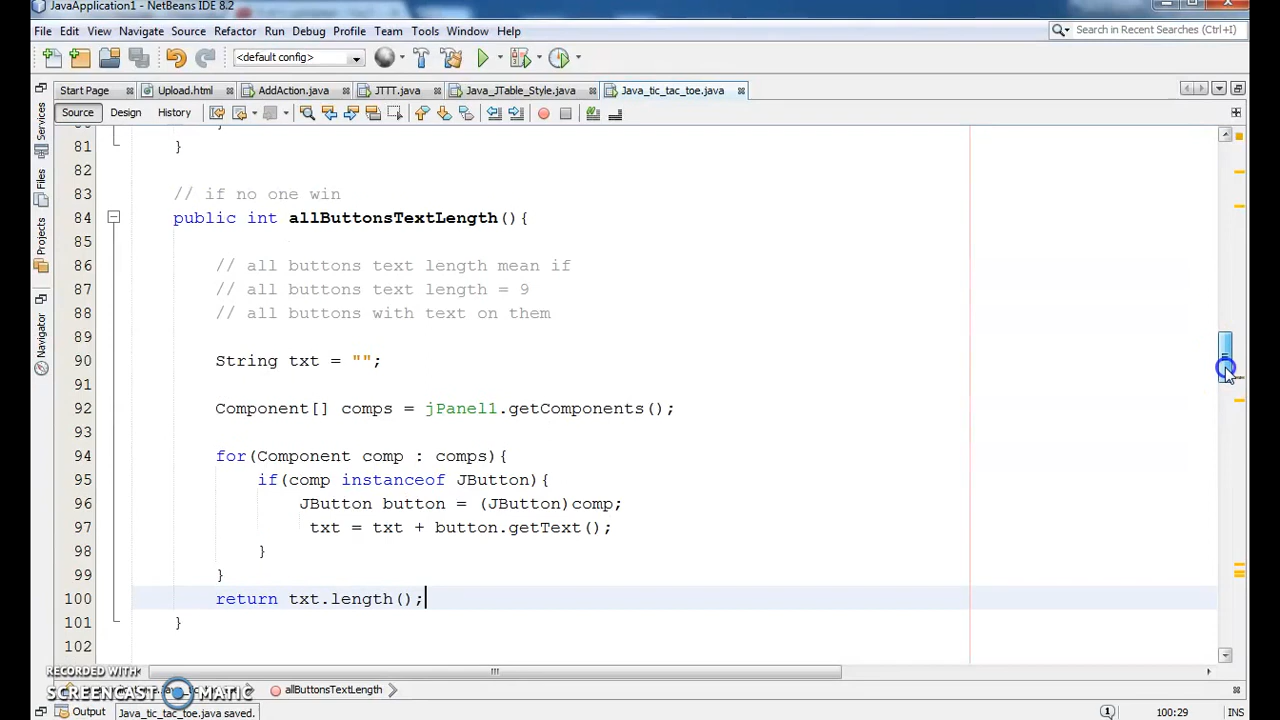 JavaApplication1 - NetBeans IDE 8.2
File Edit View Navigate Source Refactor Run Debug Profile Team Tools Window Help
Search in Recent Searches (Ctrl+I)
<default config>
Start Page Upload.html AddAction.java JTTT.java Java_JTable_Style.java Java_tic_tac_toe.java
Source Design History
Services
Files
Projects
Navigator
81 }
82
83 // if no one win
84 public int allButtonsTextLength(){
85
86 // all buttons text length mean if
87 // all buttons text length = 9
88 // all buttons with text on them
89
90 String txt = "";
91
92 Component[] comps = jPanel1.getComponents();
93
94 for(Component comp : comps){
95 if(comp instanceof JButton){
96 JButton button = (JButton)comp;
97 txt = txt + button.getText();
98 }
99 }
100 return txt.length();
101 }
102
RECORDED WITH
SCREENCAST MATIC
allButtonsTextLength
Output Java_tic_tac_toe.java saved. 1 100:29 INS